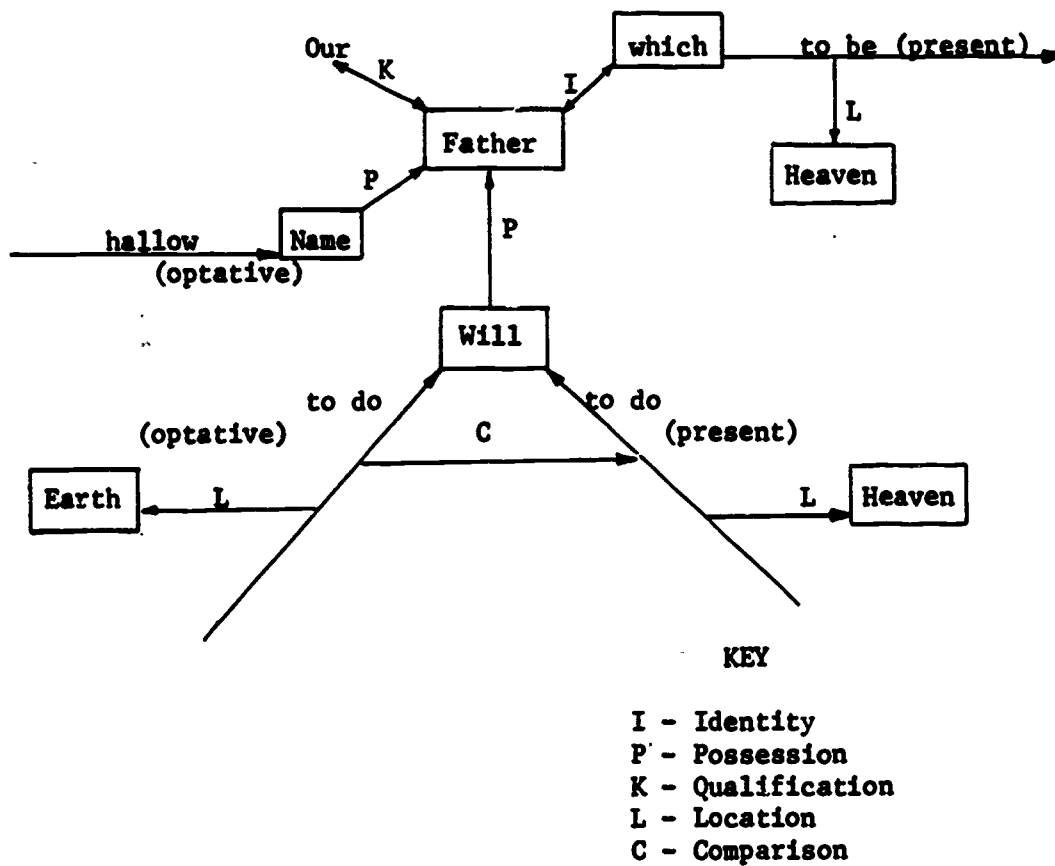 Our
K
which
to be (present)
I
L
Father
Heaven
P
hallow
Name
(optative)
P
Will
to do
to do
(optative)
C
(present)
Earth
L
L
Heaven
KEY
I - Identity
P - Possession
K - Qualification
L - Location
C - Comparison